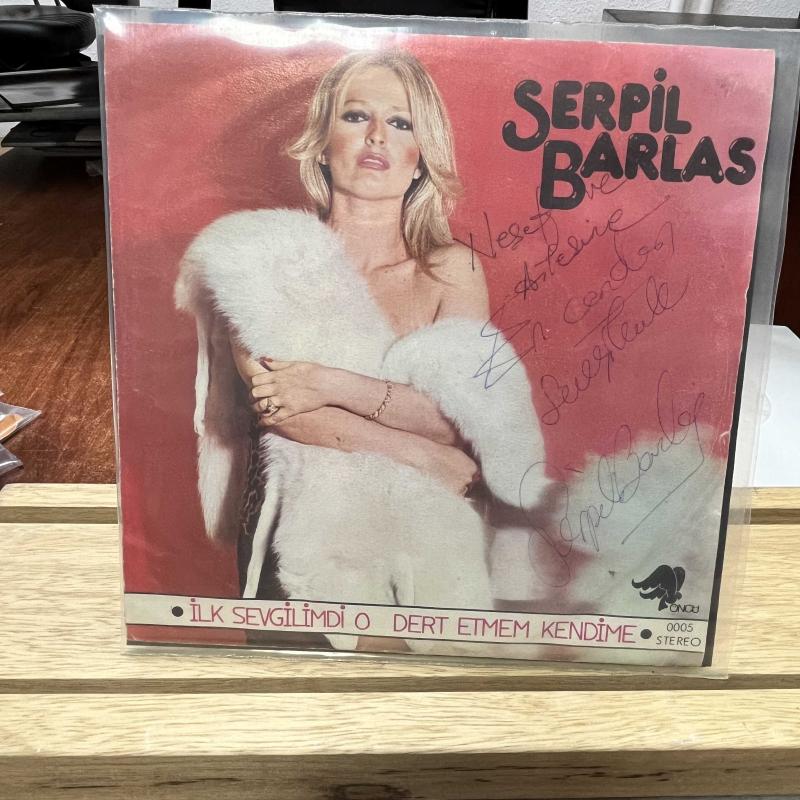 SERPİL
BARLAS
Neşet ve
Ailesine
En candan
Serpil Barlas
• İLK SEVGİLİMDİ O DERT ETMEM KENDİME •
ÖNCÜ
0005
STEREO